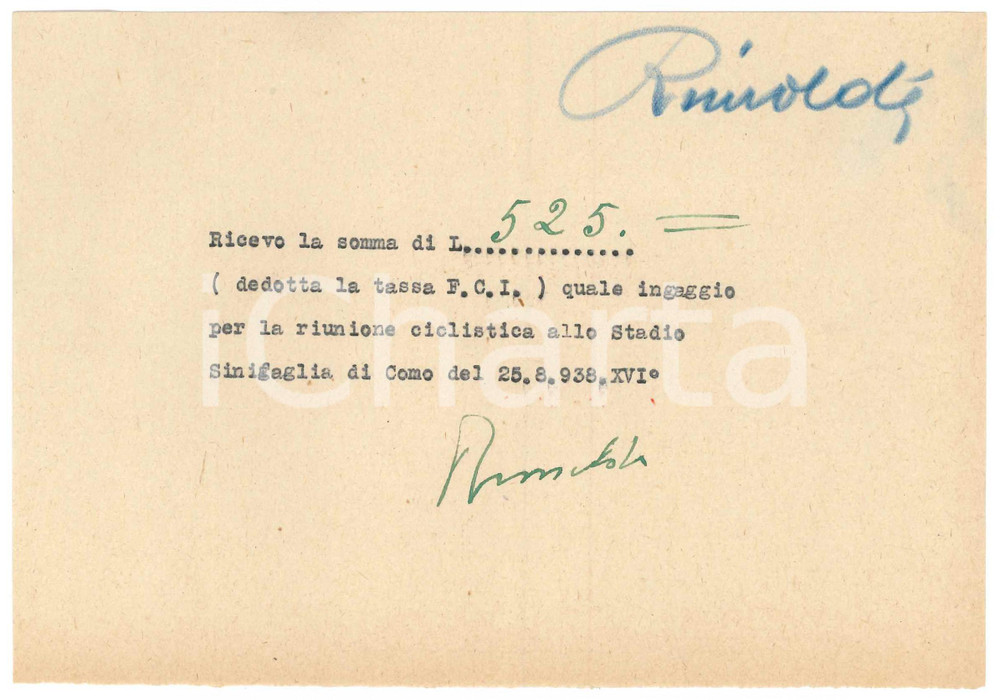 Rimoldi
Ricevo la somma di L. 525. =
( dedotta la tassa F.C.I. ) quale ingaggio
per la riunione ciclistica allo Stadio
Sinigaglia di Como del 25.8.938.XVI°
Rimoldi
iCharta